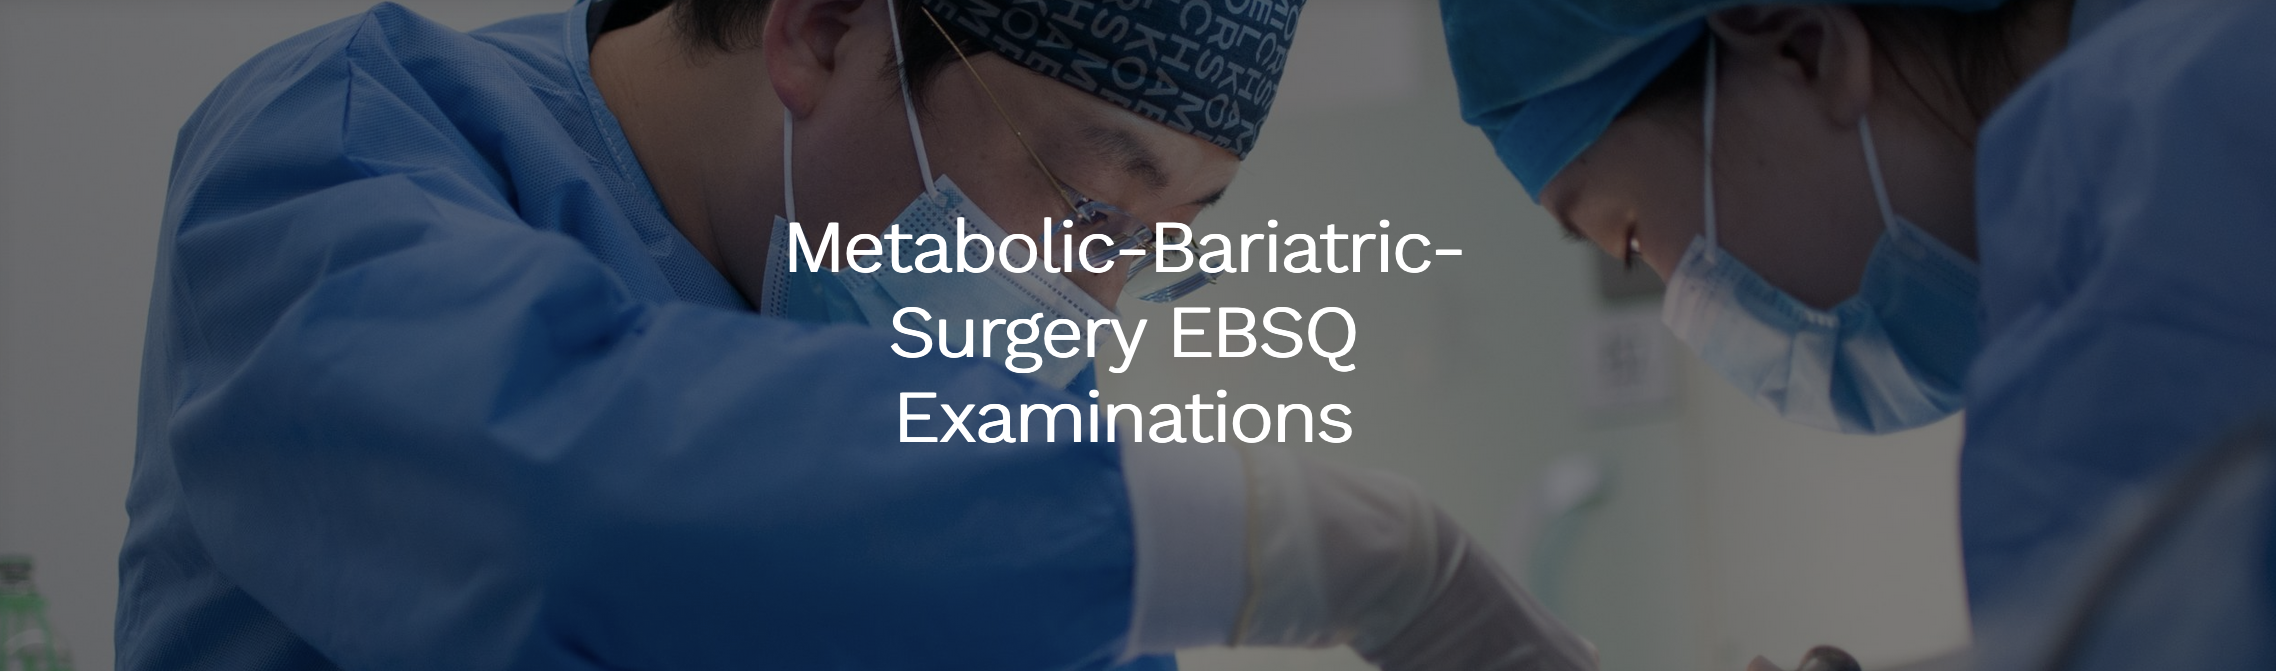 Metabolic-Bariatric-
Surgery EBSQ
Examinations